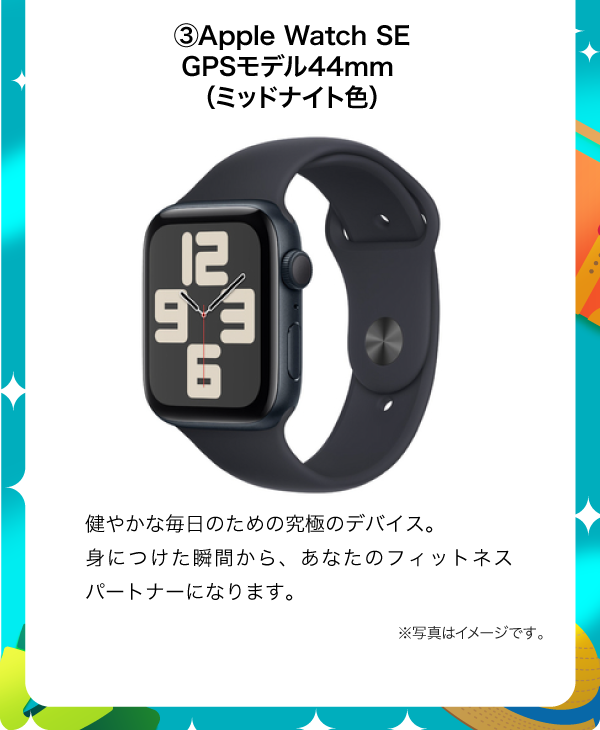 ③Apple Watch SE
GPSモデル44mm
（ミッドナイト色）
12
9 3
6
健やかな毎日のための究極のデバイス。
身につけた瞬間から、あなたのフィットネス
パートナーになります。
※写真はイメージです。